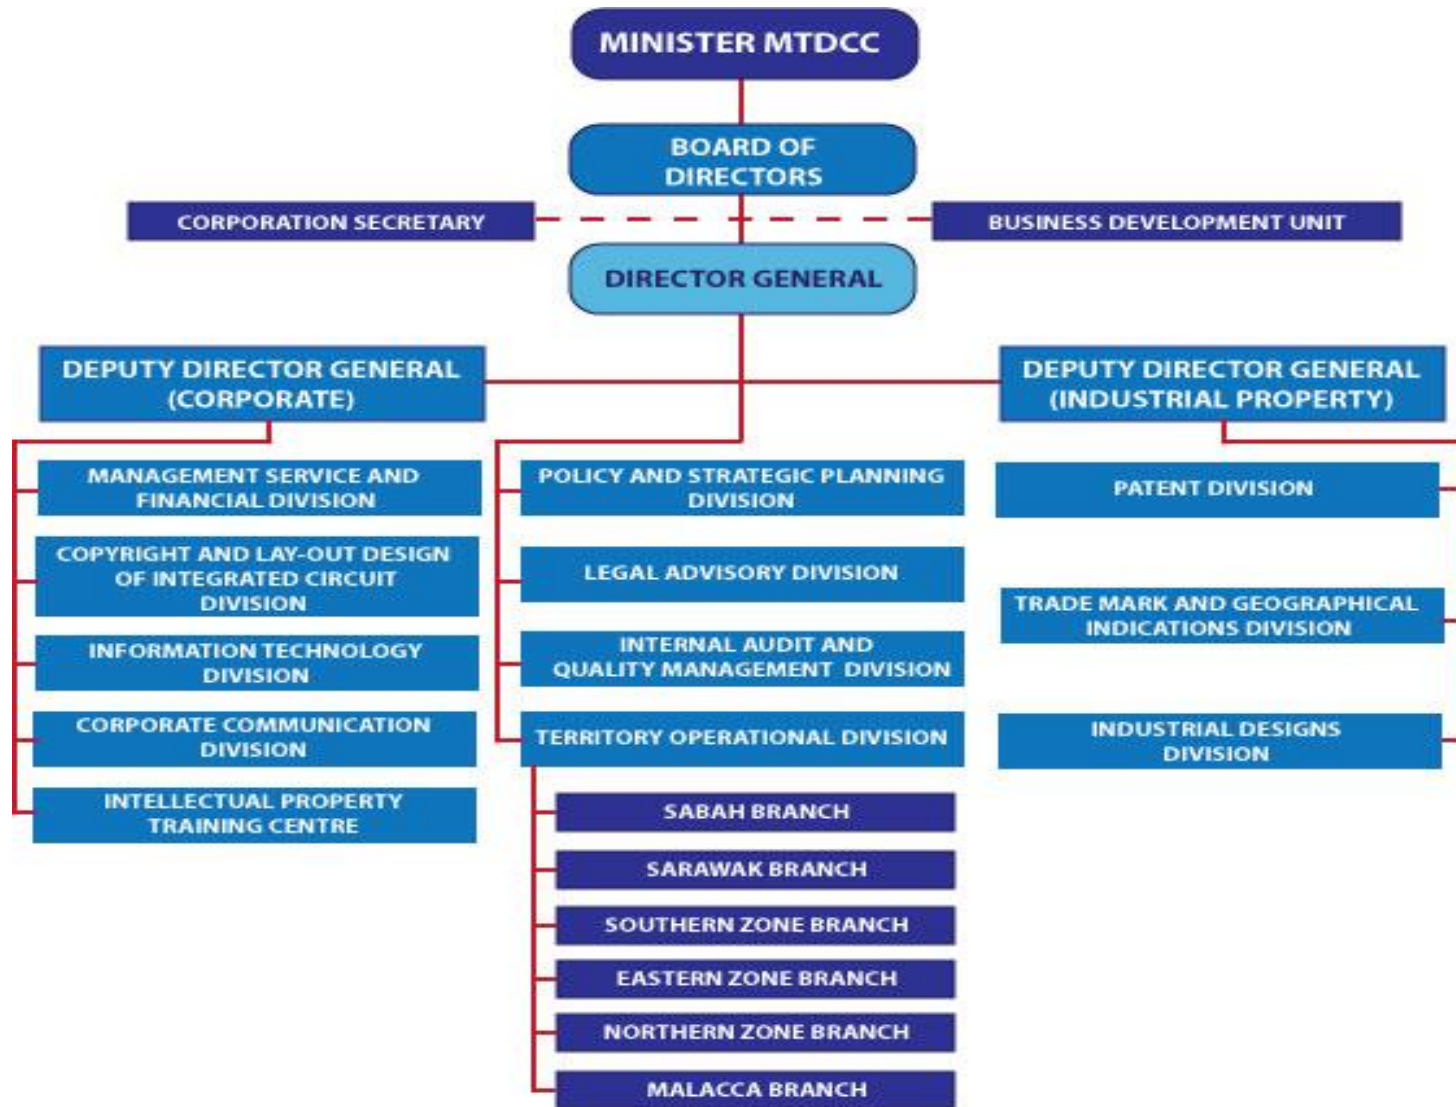 MINISTER MTDCC
BOARD OF
DIRECTORS
CORPORATION SECRETARY
BUSINESS DEVELOPMENT UNIT
DIRECTOR GENERAL
DEPUTY DIRECTOR GENERAL
(CORPORATE)
DEPUTY DIRECTOR GENERAL
(INDUSTRIAL PROPERTY)
MANAGEMENT SERVICE AND
FINANCIAL DIVISION
COPYRIGHT AND LAY-OUT DESIGN
OF INTEGRATED CIRCUIT
DIVISION
INFORMATION TECHNOLOGY
DIVISION
CORPORATE COMMUNICATION
DIVISION
INTELLECTUAL PROPERTY
TRAINING CENTRE
POLICY AND STRATEGIC PLANNING
DIVISION
LEGAL ADVISORY DIVISION
INTERNAL AUDIT AND
QUALITY MANAGEMENT DIVISION
TERRITORY OPERATIONAL DIVISION
SABAH BRANCH
SARAWAK BRANCH
SOUTHERN ZONE BRANCH
EASTERN ZONE BRANCH
NORTHERN ZONE BRANCH
MALACCA BRANCH
PATENT DIVISION
TRADE MARK AND GEOGRAPHICAL
INDICATIONS DIVISION
INDUSTRIAL DESIGNS
DIVISION